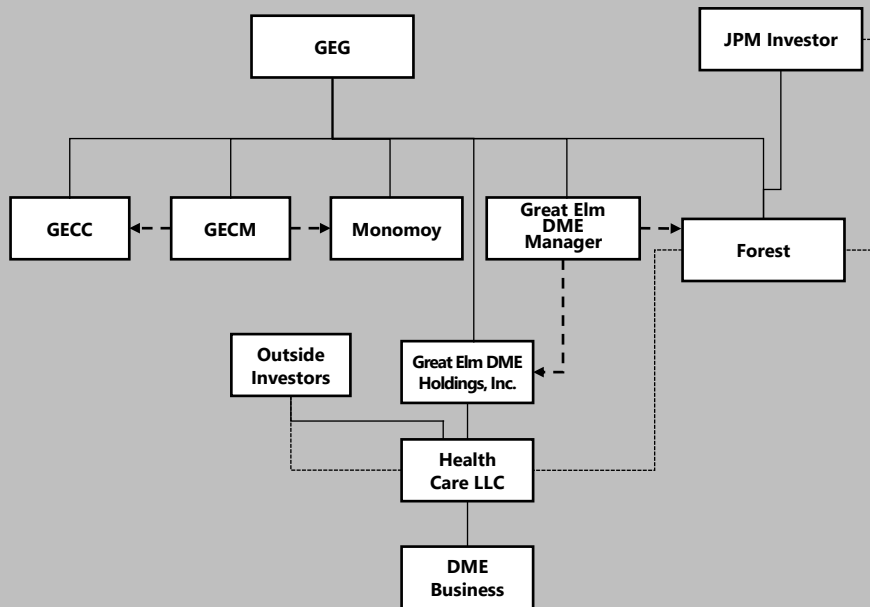 GEG
JPM Investor
GECC
GECM
Monomoy
Great Elm
DME
Manager
Forest
Outside
Investors
Great Elm DME
Holdings, Inc.
Health
Care LLC
DME
Business